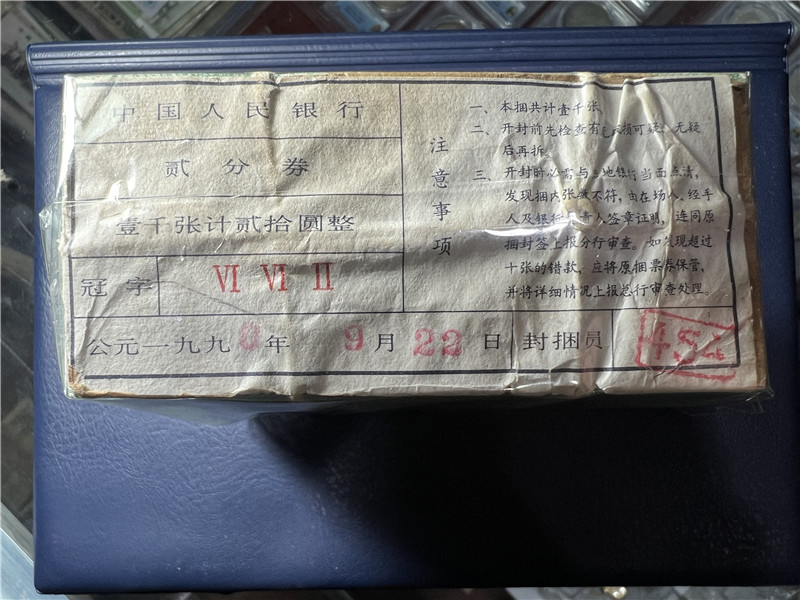 中国人民银行
贰分券
壹千张计贰拾圆整
冠字 VI VI II
公元一九九 年 9月22日 封捆员
注意事项
一、本捆共计壹千张。
二、开封前先检查有 损可疑，无疑
后再拆。
三、开封时必需与 地银行当面点清，
发现捆内张数不符，由在场人、经手
人及银行 责人签章证明，连同原
捆封签上报分行审查。如发现超过
十张的错款，应将原捆票券保管，
并将详细情况上报总行审查处理。